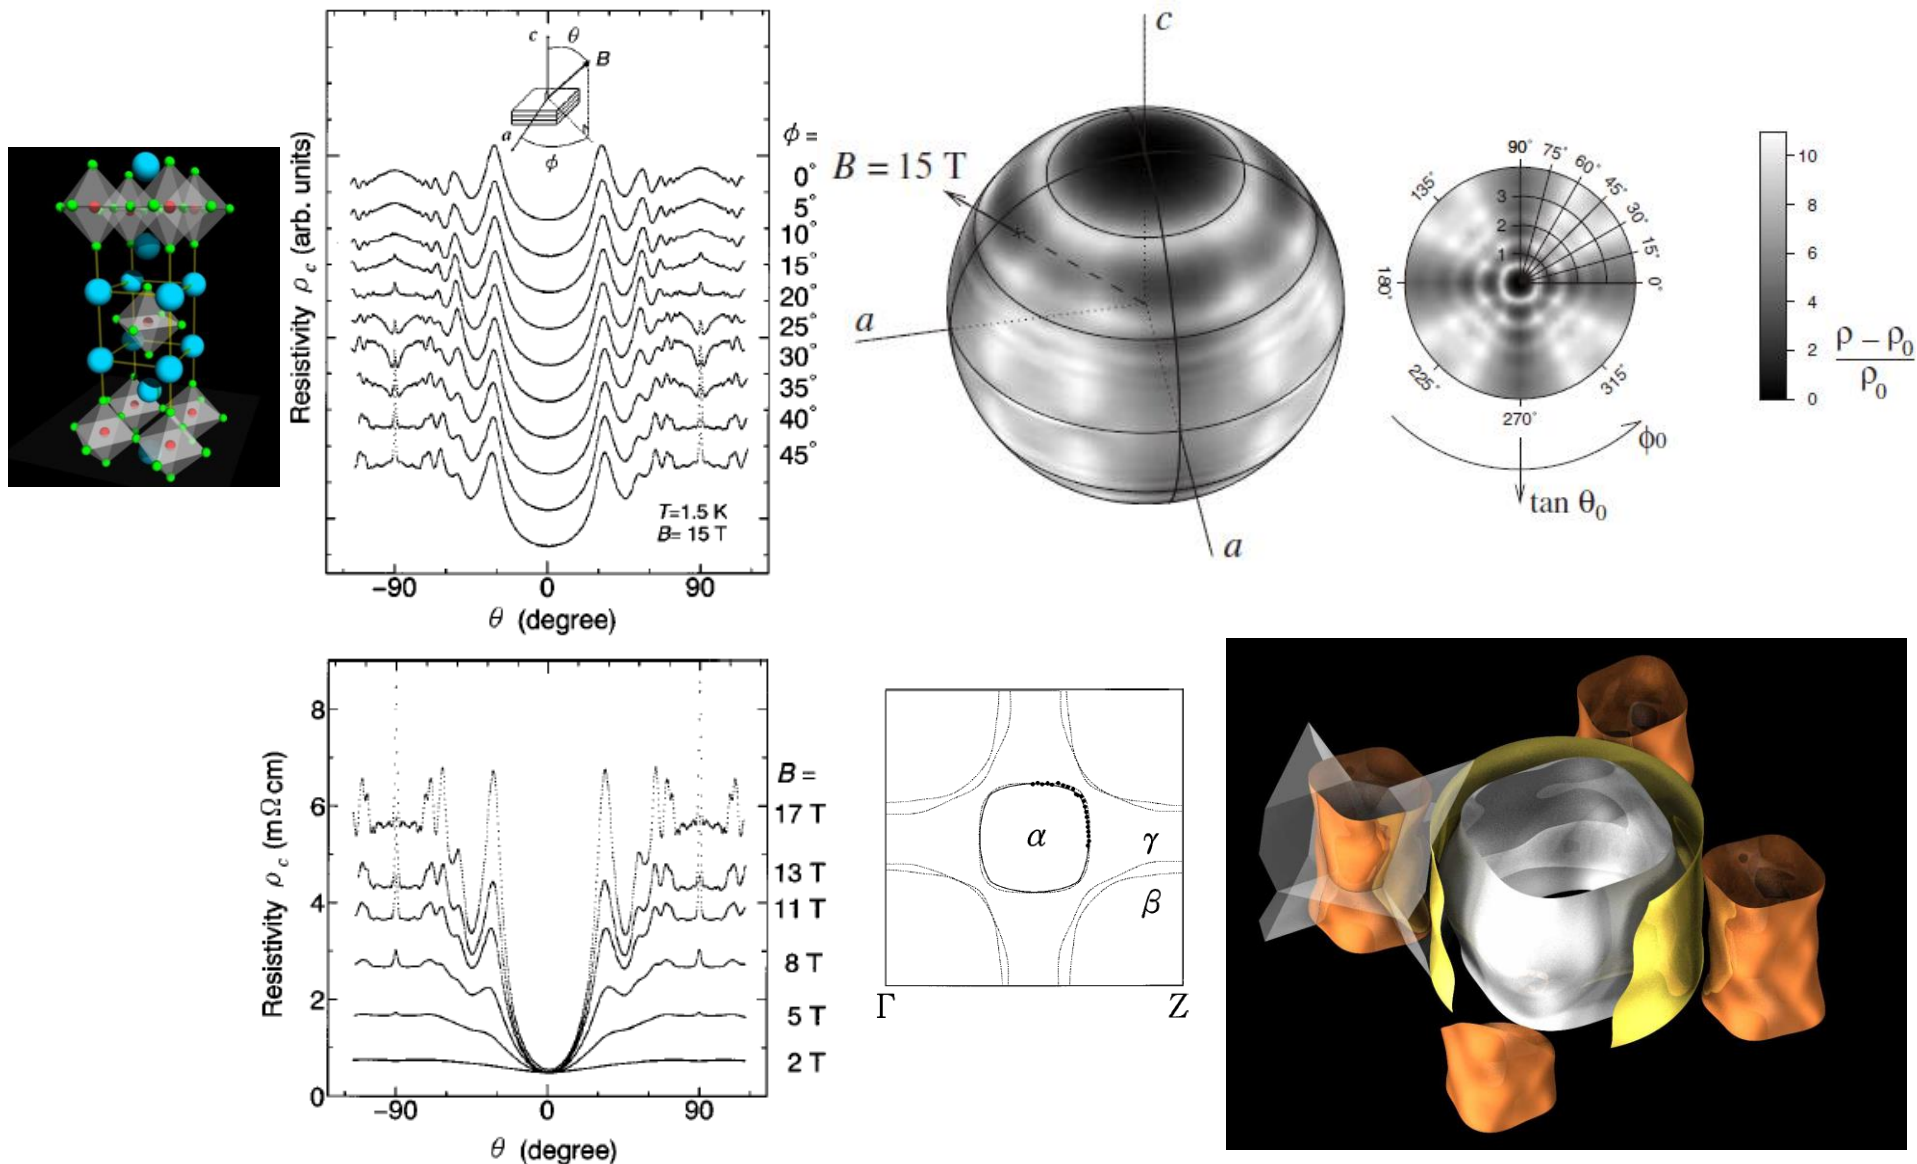 c
θ
B
a
φ
Resistivity ρc (arb. units)
φ =
0°
5°
10°
15°
20°
25°
30°
35°
40°
45°
T=1.5 K
B= 15 T
−90
0
90
θ (degree)
c
B = 15 T
a
a
90°
75°
60°
45°
30°
15°
0°
135°
180°
225°
270°
315°
3
2
1
ϕ0
tan θ0
10
8
6
4
2
0
ρ – ρ0
ρ0
8
6
4
2
0
Resistivity ρc (mΩcm)
B =
17 T
13 T
11 T
8 T
5 T
2 T
−90
0
90
θ (degree)
α
γ
β
Γ
Z